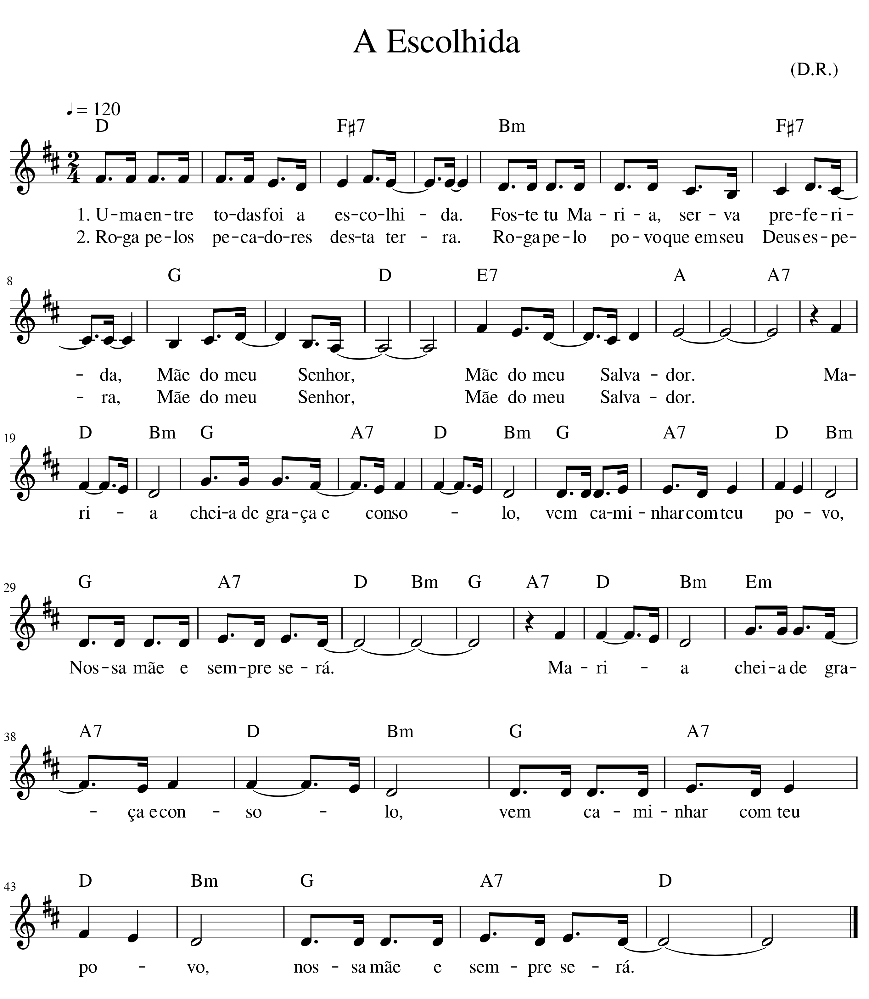 A Escolhida
(D.R.)
♩ = 120
D F♯7 Bm F♯7
2/4
1. U-ma en-tre to-das foi a es-co-lhi - da. Fos-te tu Ma - ri - a, ser - va pre-fe-ri-
2. Ro-ga pe-los pe-ca-do-res des-ta ter - ra. Ro-ga pe-lo po-vo que em seu Deus es-pe-
8
G D E7 A A7
- da, Mãe do meu Senhor, Mãe do meu Salva - dor. Ma-
- ra, Mãe do meu Senhor, Mãe do meu Salva - dor.
19
D Bm G A7 D Bm G A7 D Bm
ri - a chei-a de gra-ça e conso - lo, vem ca-mi-nhar com teu po - vo,
29
G A7 D Bm G A7 D Bm Em
Nos-sa mãe e sem-pre se-rá. Ma - ri - a chei-a de gra-
38
A7 D Bm G A7
- ça e con - so - lo, vem ca - mi - nhar com teu
43
D Bm G A7 D
po - vo, nos - sa mãe e sem - pre se - rá.